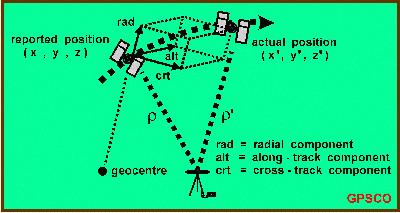 rad
reported position
( x , y , z )
alt
crt
actual position
( x', y', z' )
ρ
ρ'
geocentre
rad = radial component
alt = along - track component
crt = cross - track component
GPSCO